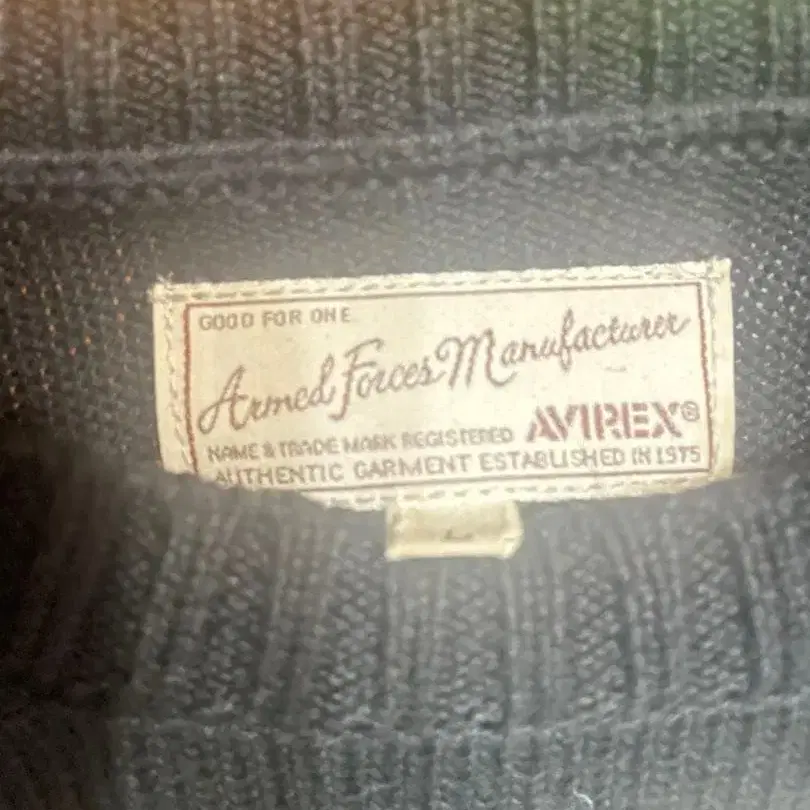 GOOD FOR ONE
Armed Forces Manufacturer
NAME & TRADE MARK REGISTERED AVIREX®
AUTHENTIC GARMENT ESTABLISHED IN 1975
L